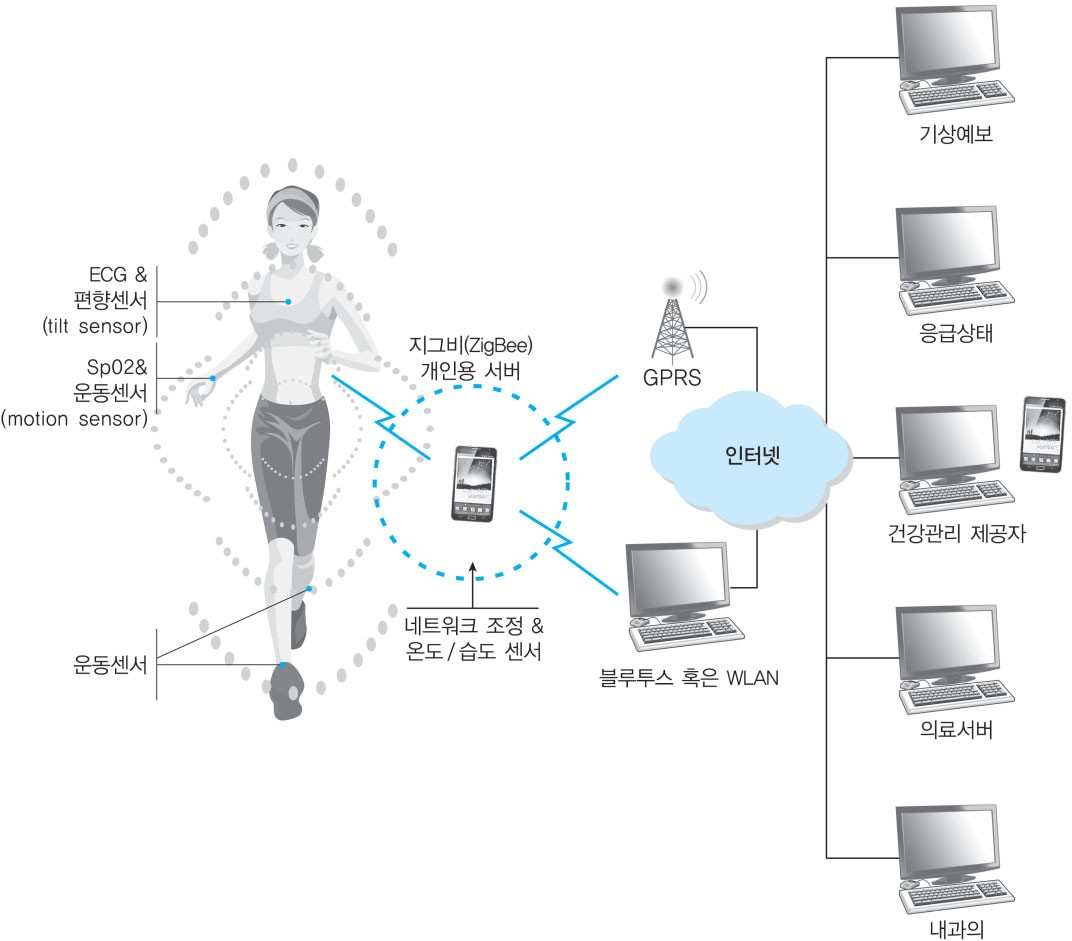 ECG &
편향센서
(tilt sensor)
Sp02&
운동센서
(motion sensor)
운동센서
지그비(ZigBee)
개인용 서버
네트워크 조정 &
온도/습도 센서
GPRS
블루투스 혹은 WLAN
인터넷
기상예보
응급상태
건강관리 제공자
의료서버
내과의